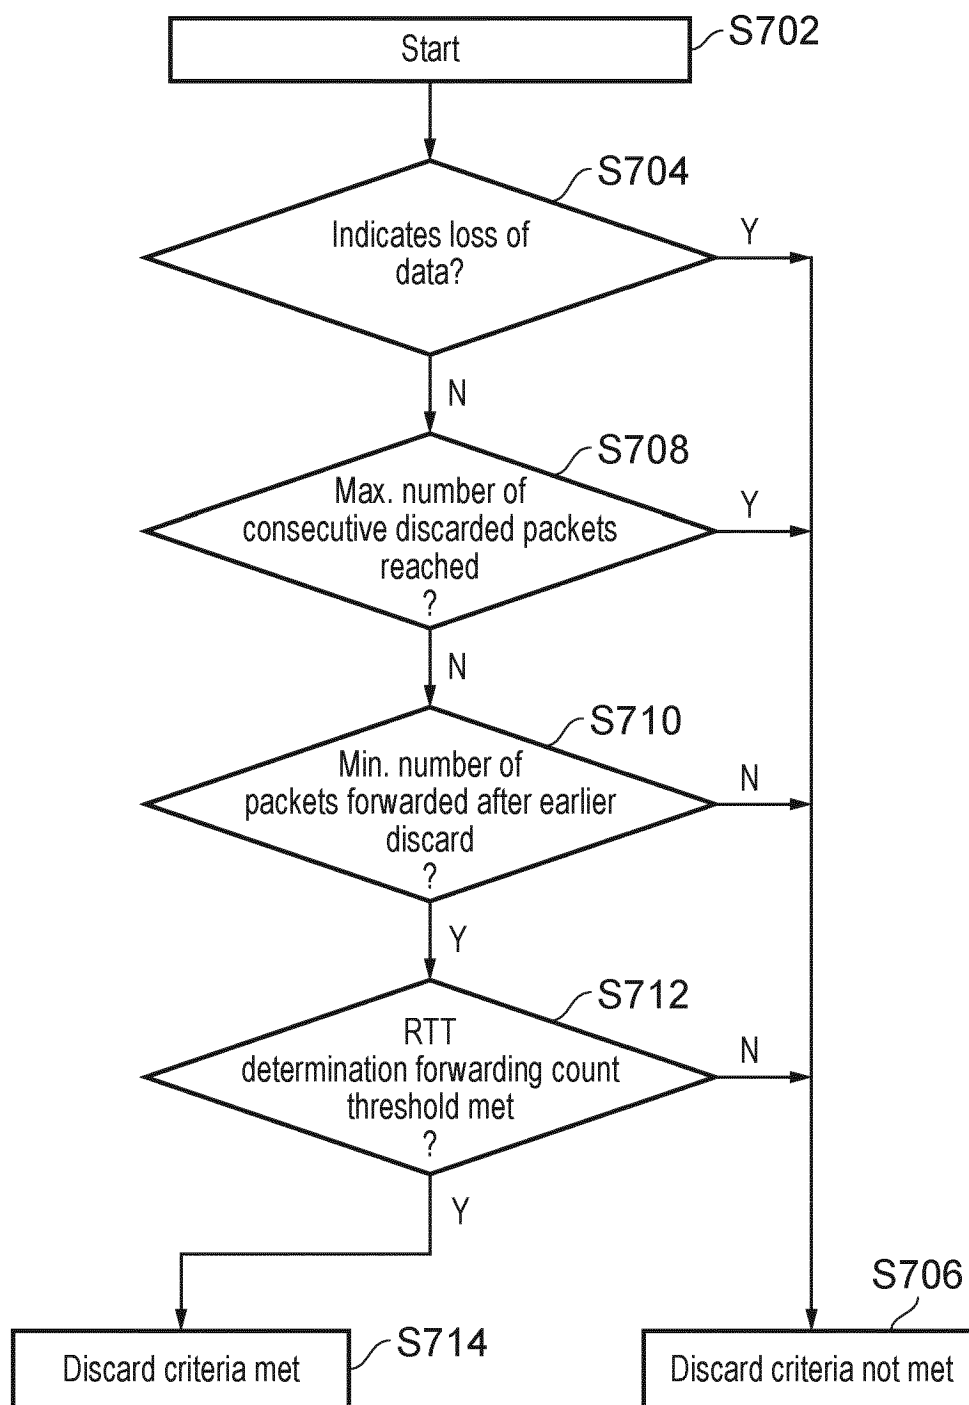 Start
S702
S704
Indicates loss of
data?
Y
N
S708
Max. number of
consecutive discarded packets
reached
?
Y
N
S710
Min. number of
packets forwarded after earlier
discard
?
N
Y
S712
RTT
determination forwarding count
threshold met
?
N
Y
S706
S714
Discard criteria met
Discard criteria not met